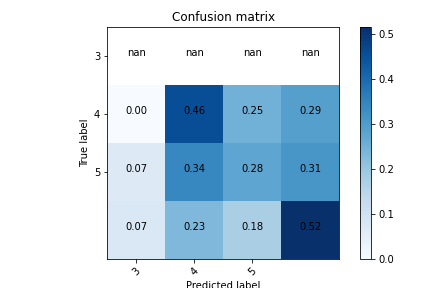 Confusion matrix
3 nan nan nan nan
4 0.00 0.46 0.25 0.29
5 0.07 0.34 0.28 0.31
0.07 0.23 0.18 0.52
3 4 5
True label
Predicted label
0.5
0.4
0.3
0.2
0.1
0.0